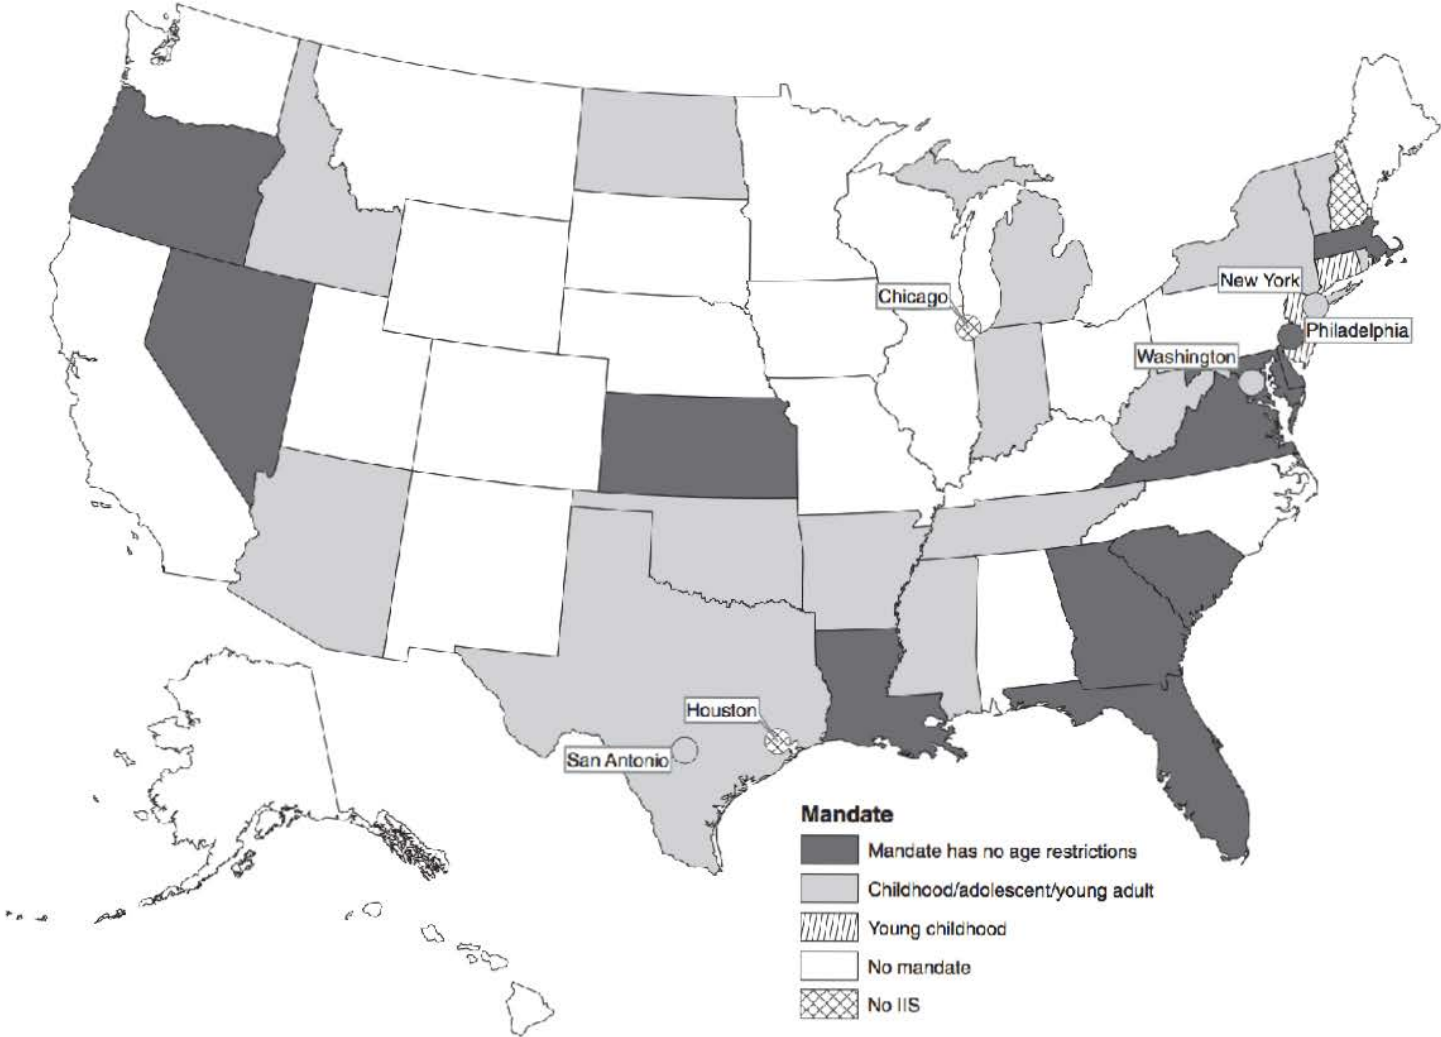 Chicago
New York
Philadelphia
Washington
Houston
San Antonio
Mandate
Mandate has no age restrictions
Childhood/adolescent/young adult
Young childhood
No mandate
No IIS